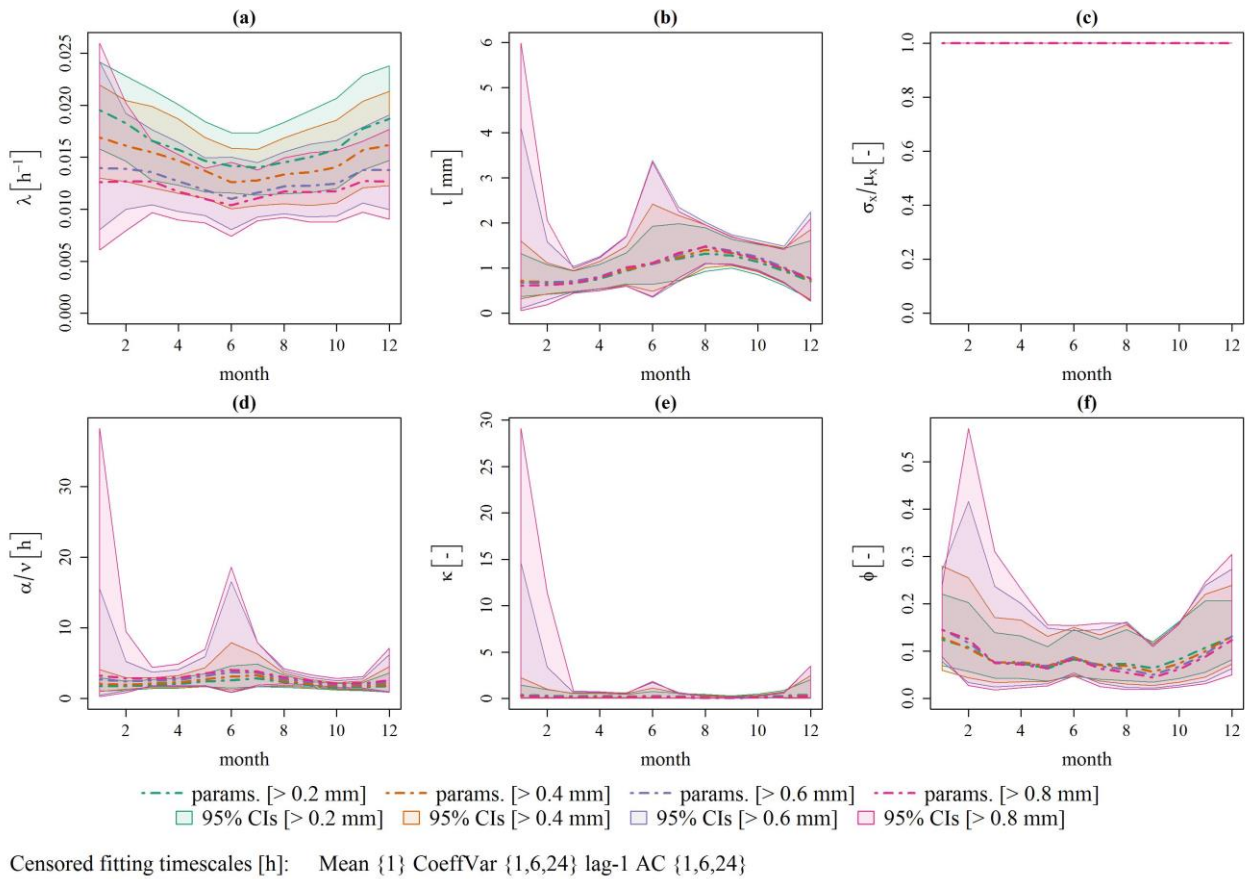 (a)
λ [h⁻¹]
0.000 0.005 0.010 0.015 0.020 0.025
2 4 6 8 10 12
month
(b)
ι [mm]
0 1 2 3 4 5 6
2 4 6 8 10 12
month
(c)
σₓ/μₓ [-]
0.0 0.2 0.4 0.6 0.8 1.0
2 4 6 8 10 12
month
(d)
α/ν [h]
0 10 20 30
2 4 6 8 10 12
month
(e)
κ [-]
0 5 10 15 20 25 30
2 4 6 8 10 12
month
(f)
ϕ [-]
0.0 0.1 0.2 0.3 0.4 0.5
2 4 6 8 10 12
month
params. [> 0.2 mm] params. [> 0.4 mm] params. [> 0.6 mm] params. [> 0.8 mm]
95% CIs [> 0.2 mm] 95% CIs [> 0.4 mm] 95% CIs [> 0.6 mm] 95% CIs [> 0.8 mm]
Censored fitting timescales [h]: Mean {1} CoeffVar {1,6,24} lag-1 AC {1,6,24}